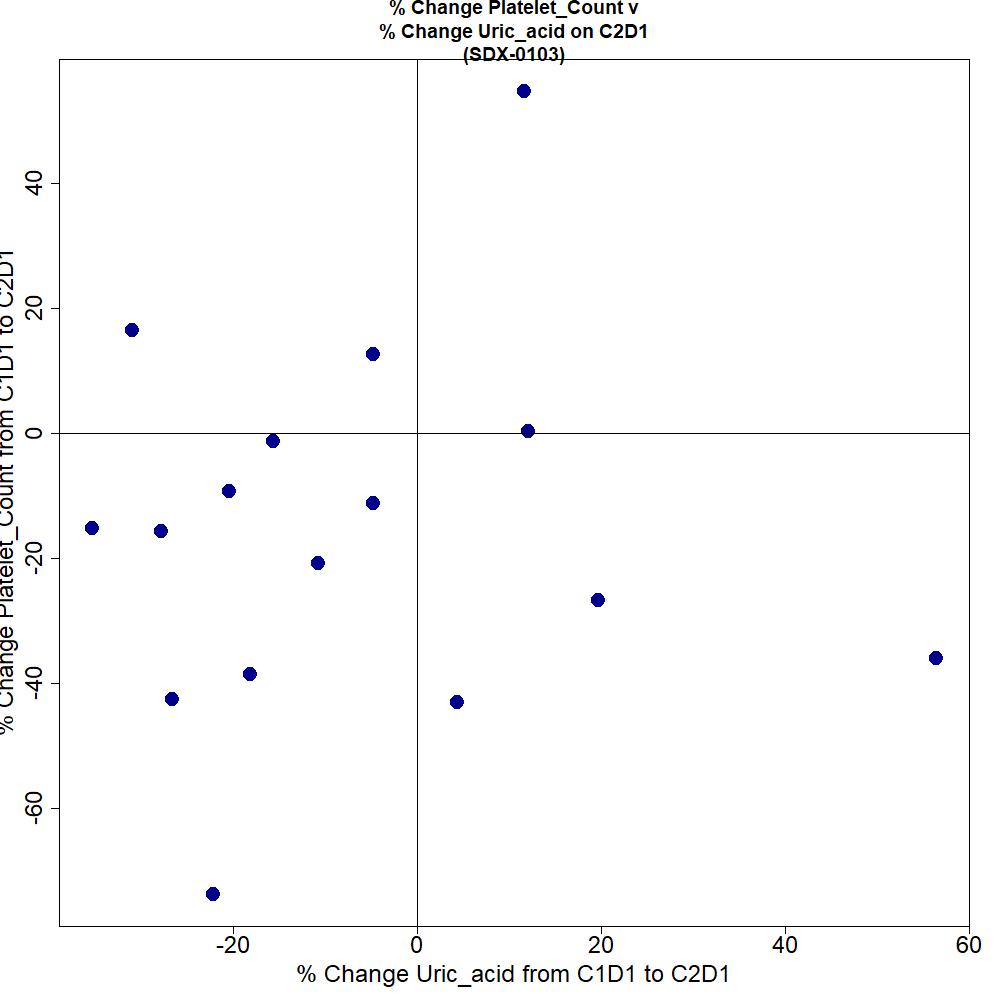 % Change Platelet_Count v
% Change Uric_acid on C2D1
(SDX-0103)
% Change Platelet_Count from C1D1 to C2D1
40
20
0
-20
-40
-60
-20
0
20
40
60
% Change Uric_acid from C1D1 to C2D1